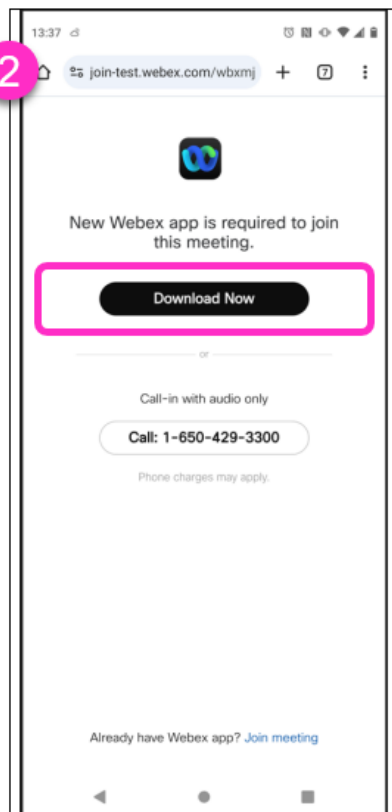 13:37
2
join-test.webex.com/wbxmj
7
New Webex app is required to join
this meeting.
Download Now
or
Call-in with audio only
Call: 1-650-429-3300
Phone charges may apply.
Already have Webex app? Join meeting